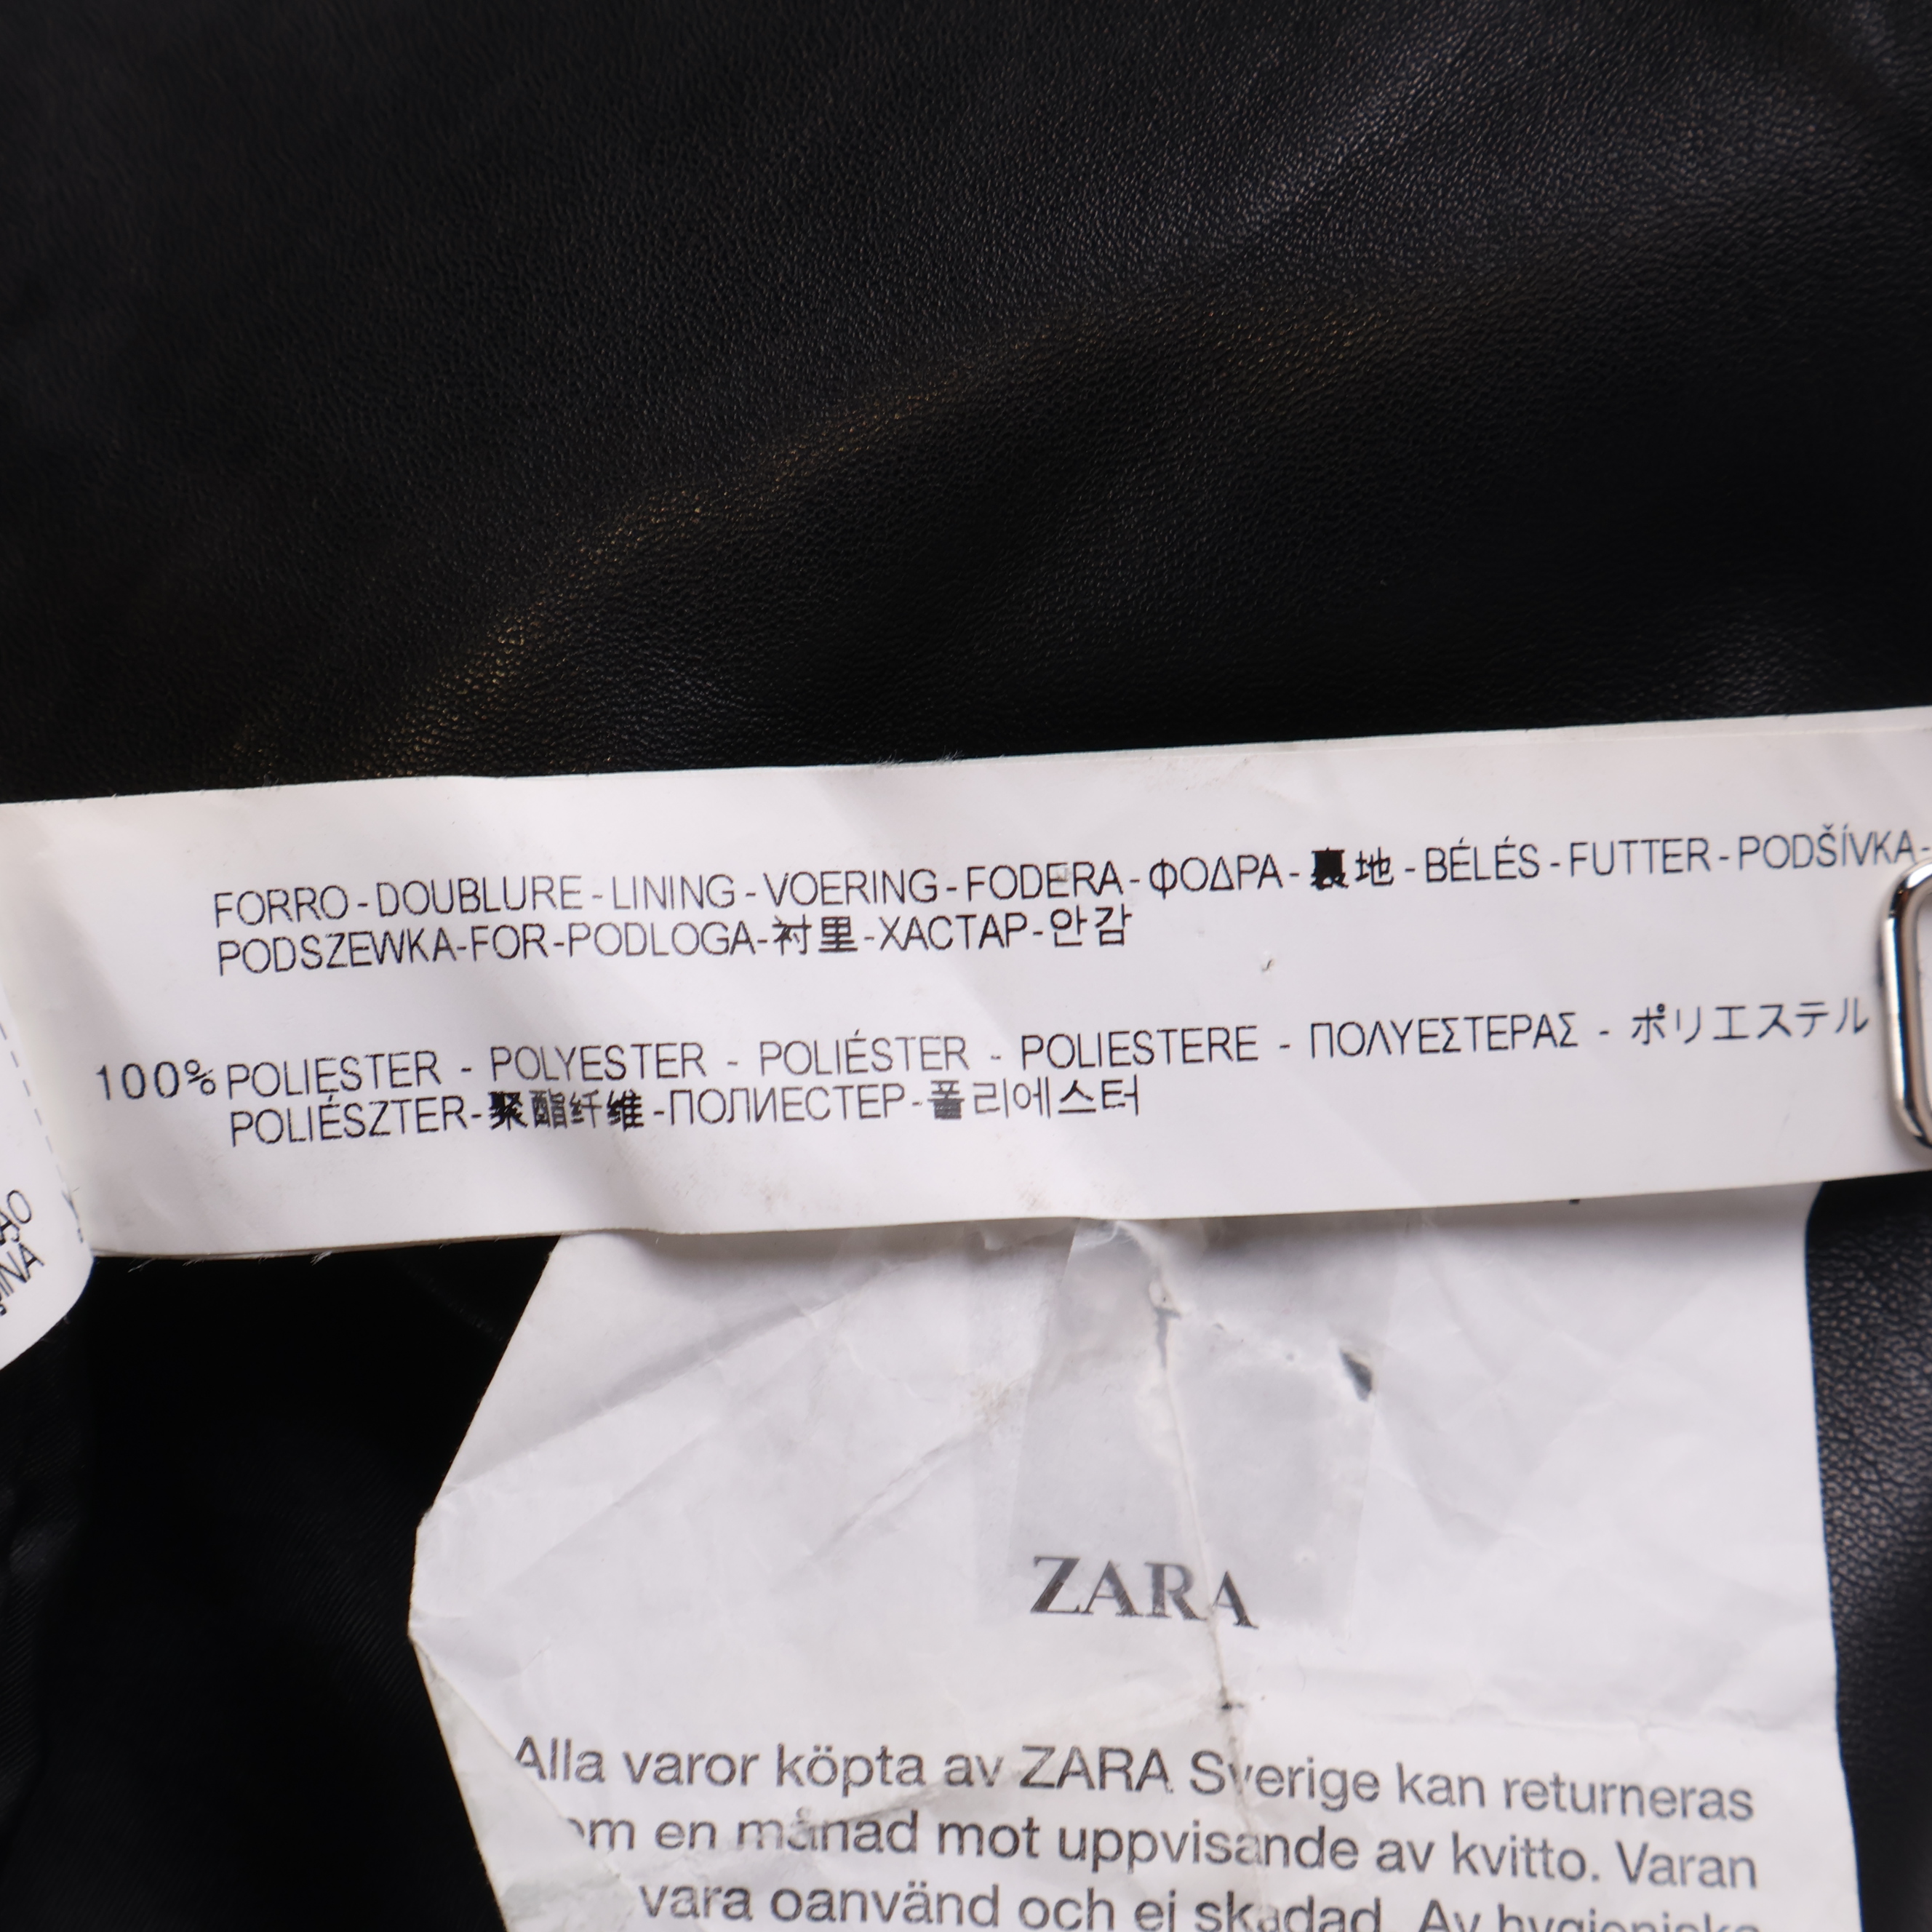 FORRO - DOUBLURE - LINING - VOERING - FODERA - ΦΟΔΡΑ - 裏地 - BÉLÉS - FUTTER - PODŠÍVKA -
PODSZEWKA-FOR-PODLOGA-衬里-ХАСТАР-안감
100% POLIESTER - POLYESTER - POLIÉSTER - POLIESTERE - ΠΟΛΥΕΣΤΕΡΑΣ - ポリエステル
POLIÉSZTER-聚酯纤维-ПОЛИЕСТЕР-폴리에스터
ZARA
Alla varor köpta av ZARA Sverige kan returneras
en månad mot uppvisande av kvitto. Varan
vara oanvänd och ej skadad. Av